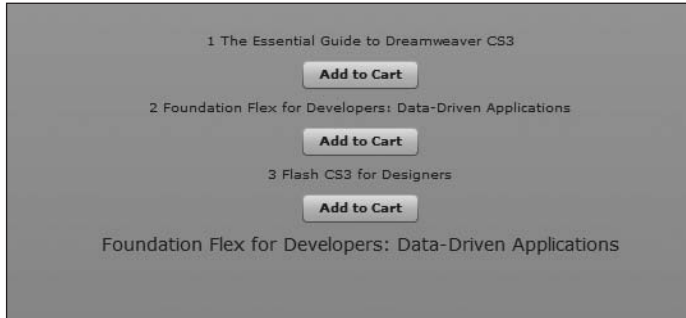 1 The Essential Guide to Dreamweaver CS3
Add to Cart
2 Foundation Flex for Developers: Data-Driven Applications
Add to Cart
3 Flash CS3 for Designers
Add to Cart
Foundation Flex for Developers: Data-Driven Applications